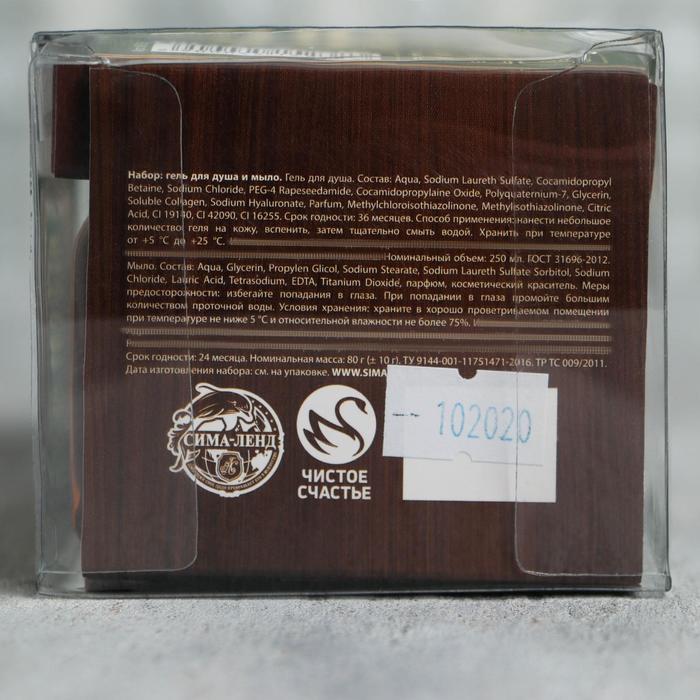 Набор: гель для душа и мыло. Гель для душа. Состав: Aqua, Sodium Laureth Sulfate, Cocamidopropyl
Betaine, Sodium Chloride, PEG-4 Rapeseedamide, Cocamidopropylaine Oxide, Polyquaternium-7, Glycerin,
Soluble Collagen, Sodium Hyaluronate, Parfum, Methylchloroisothiazolinone, Methylisothiazolinone, Citric
Acid, CI 19140, CI 42090, CI 16255. Срок годности: 36 месяцев. Способ применения: нанести небольшое
количество геля на кожу, вспенить, затем тщательно смыть водой. Хранить при температуре
от +5 °C до +25 °C.
Номинальный объем: 250 мл. ГОСТ 31696-2012.
Мыло. Состав: Aqua, Glycerin, Propylen Glicol, Sodium Stearate, Sodium Laureth Sulfate Sorbitol, Sodium
Chloride, Lauric Acid, Tetrasodium, EDTA, Titanium Dioxide, парфюм, косметический краситель. Меры
предосторожности: избегайте попадания в глаза. При попадании в глаза промойте большим
количеством проточной воды. Условия хранения: храните в хорошо проветриваемом помещении
при температуре не ниже 5 °C и относительной влажности не более 75%.
Срок годности: 24 месяца. Номинальная масса: 80 г (± 10 г). ТУ 9144-001-11751471-2016. ТР ТС 009/2011.
Дата изготовления набора: см. на упаковке. WWW.SIMA
102020
СИМА-ЛЕНД
ЧИСТОЕ
СЧАСТЬЕ